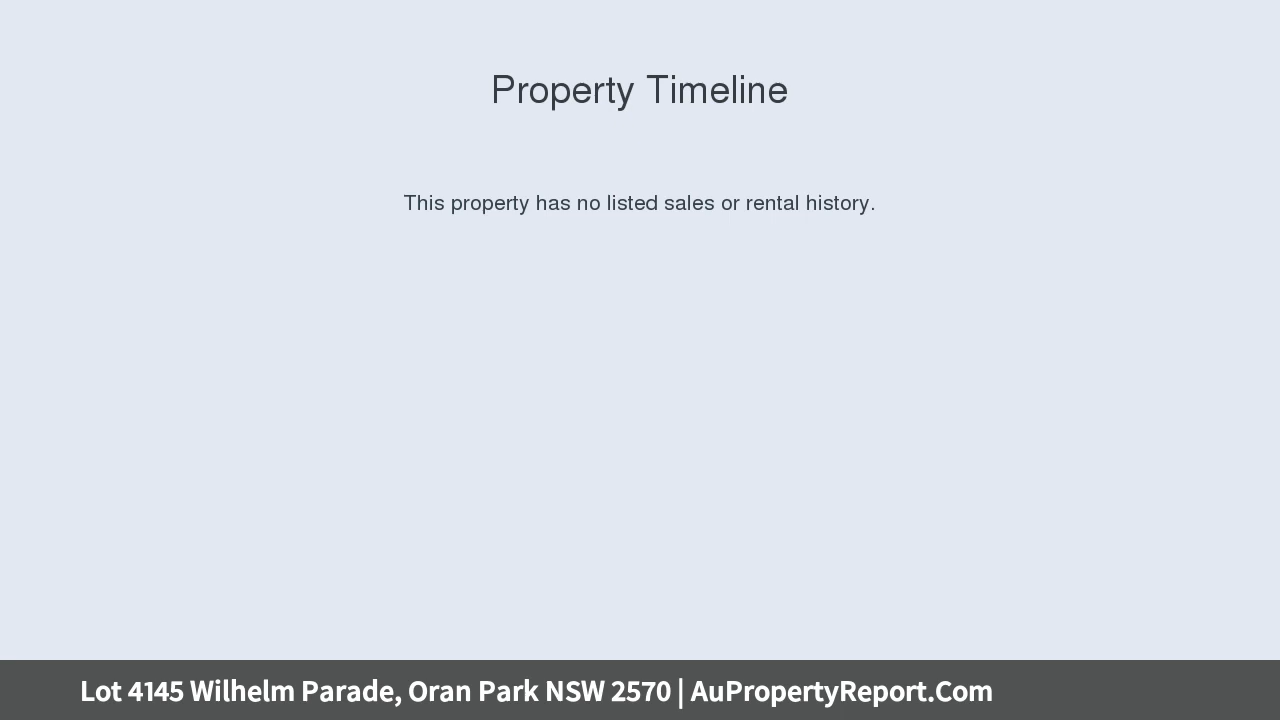 Property Timeline
This property has no listed sales or rental history.
Lot 4145 Wilhelm Parade, Oran Park NSW 2570 | AuPropertyReport.Com